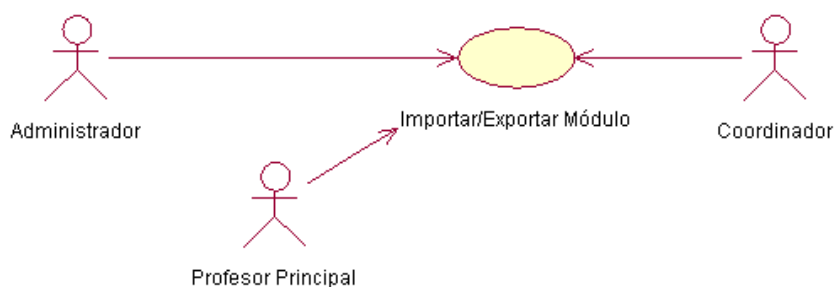 Importar/Exportar Módulo
Administrador
Coordinador
Profesor Principal